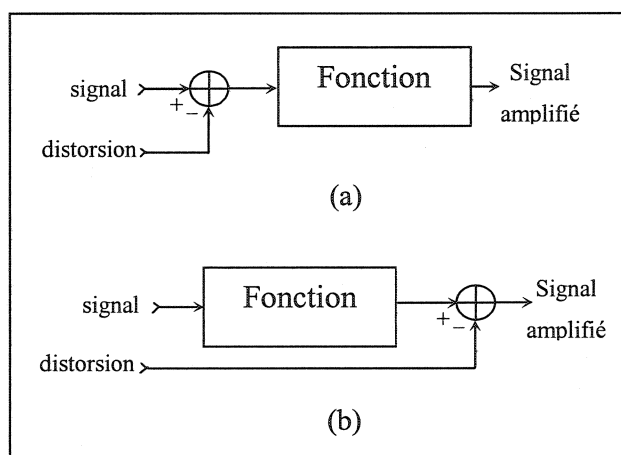 Fonction
signal
Signal
amplifié
+
−
distorsion
(a)
Fonction
signal
Signal
amplifié
+
−
distorsion
(b)